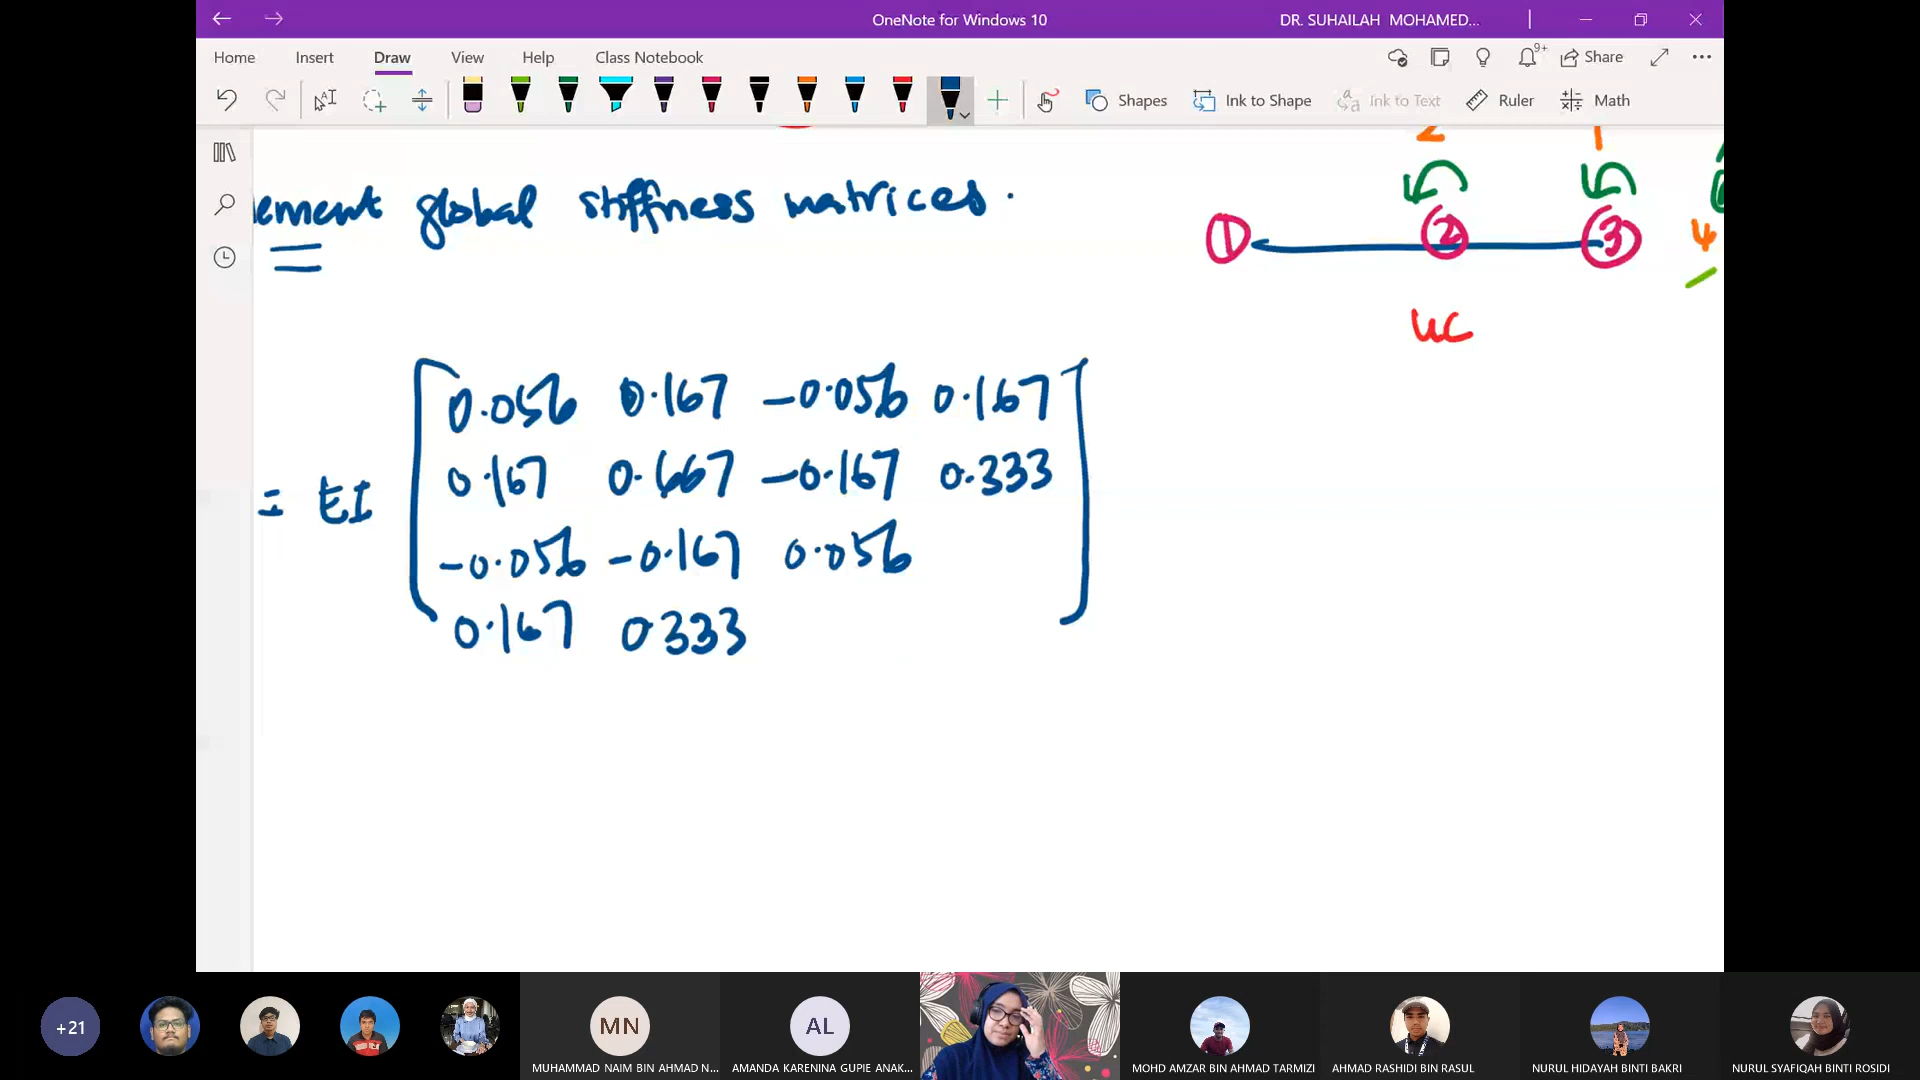 OneNote for Windows 10
DR. SUHAILAH MOHAMED...
Home Insert Draw View Help Class Notebook
9+ Share
Shapes Ink to Shape Ink to Text Ruler Math
2 1
ement global stiffness matrices.
1 2 3 4
UC
0.056 0.167 -0.056 0.167
0.167 0.667 -0.167 0.333
= EI
-0.056 -0.167 0.056
0.167 0.333
+21 MN AL
MUHAMMAD NAIM BIN AHMAD N... AMANDA KARENINA GUPIE ANAK... MOHD AMZAR BIN AHMAD TARMIZI AHMAD RASHIDI BIN RASUL NURUL HIDAYAH BINTI BAKRI NURUL SYAFIQAH BINTI ROSIDI